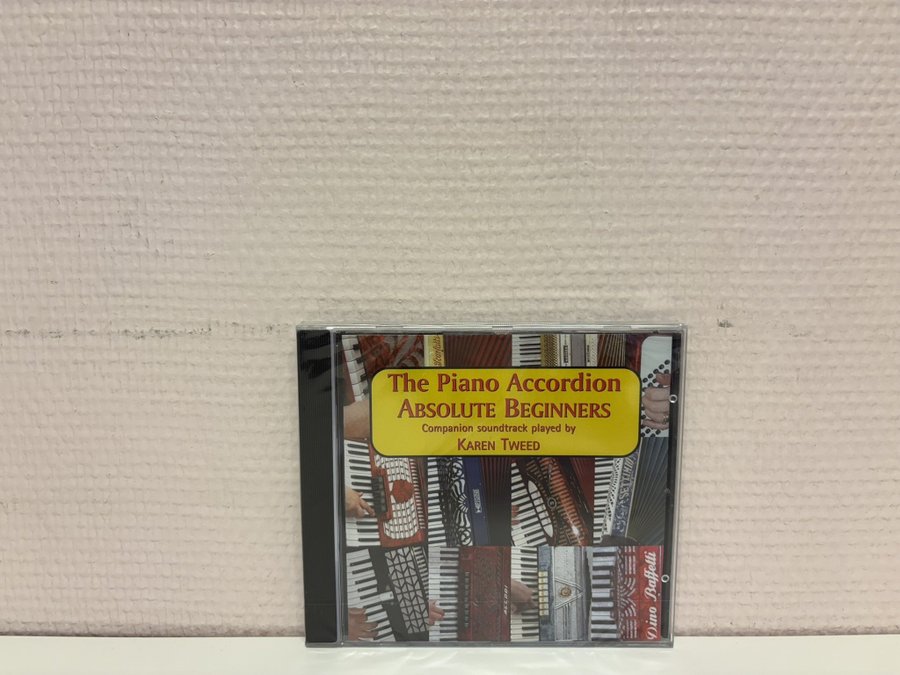 The Piano Accordion
ABSOLUTE BEGINNERS
Companion soundtrack played by
KAREN TWEED
Dino Baffetti